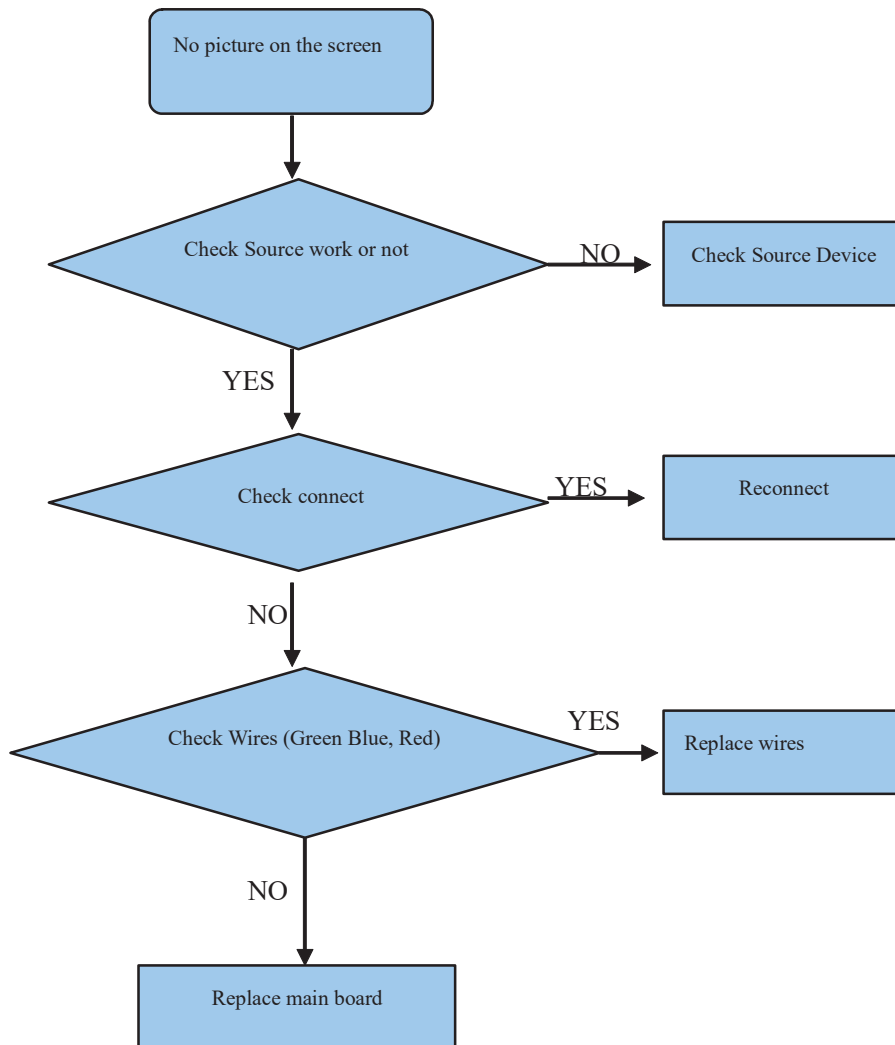 No picture on the screen
Check Source work or not
NO
Check Source Device
YES
Check connect
YES
Reconnect
NO
Check Wires (Green Blue, Red)
YES
Replace wires
NO
Replace main board